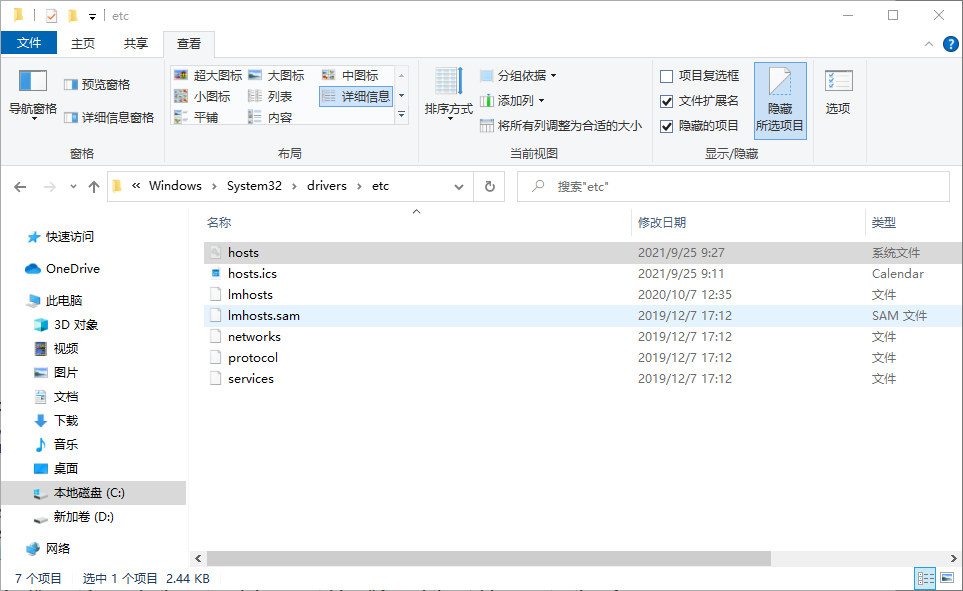 etc
文件 主页 共享 查看
导航窗格 预览窗格 详细信息窗格
窗格
超大图标 大图标 中图标
小图标 列表 详细信息
平铺 内容
布局
排序方式 分组依据
添加列
将所有列调整为合适的大小
当前视图
项目复选框
文件扩展名
隐藏的项目
隐藏
所选项目
显示/隐藏
选项
« Windows › System32 › drivers › etc
搜索"etc"
名称 修改日期 类型
hosts 2021/9/25 9:27 系统文件
hosts.ics 2021/9/25 9:11 Calendar
lmhosts 2020/10/7 12:35 文件
lmhosts.sam 2019/12/7 17:12 SAM 文件
networks 2019/12/7 17:12 文件
protocol 2019/12/7 17:12 文件
services 2019/12/7 17:12 文件
快速访问
OneDrive
此电脑
3D 对象
视频
图片
文档
下载
音乐
桌面
本地磁盘 (C:)
新加卷 (D:)
网络
7 个项目 选中 1 个项目 2.44 KB